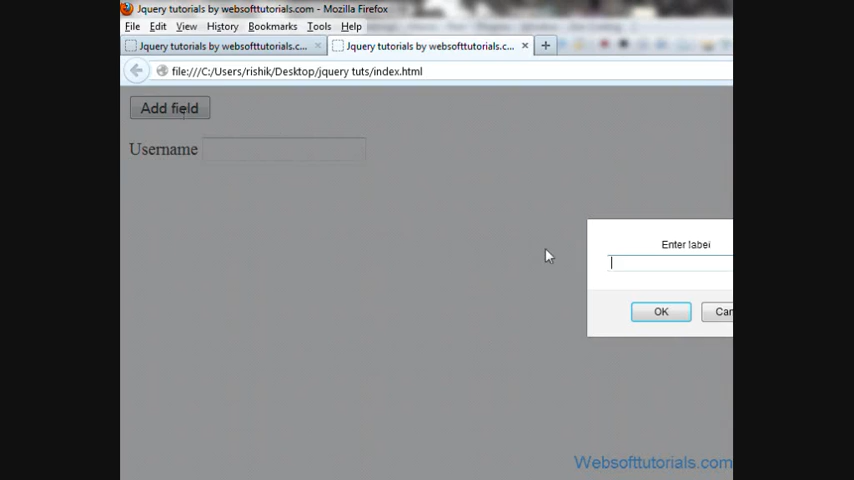 Jquery tutorials by websofttutorials.com - Mozilla Firefox
File Edit View History Bookmarks Tools Help
Jquery tutorials by websofttutorials.c... × Jquery tutorials by websofttutorials.c... × +
file:///C:/Users/rishik/Desktop/jquery tuts/index.html
Add field
Username
Enter label
OK Can
Websofttutorials.com